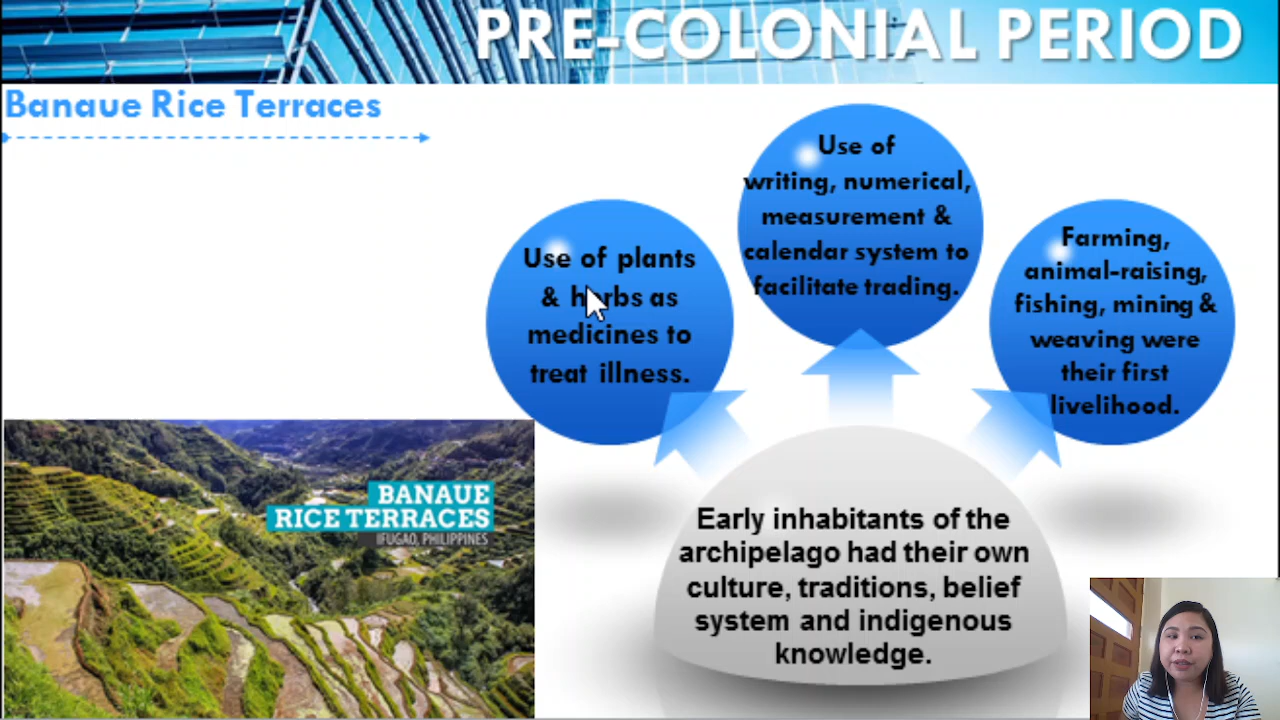 PRE-COLONIAL PERIOD
Banaue Rice Terraces
Use of plants
& herbs as
medicines to
treat illness.
Use of
writing, numerical,
measurement &
calendar system to
facilitate trading.
Farming,
animal-raising,
fishing, mining &
weaving were
their first
livelihood.
BANAUE
RICE TERRACES
IFUGAO, PHILIPPINES
Early inhabitants of the
archipelago had their own
culture, traditions, belief
system and indigenous
knowledge.